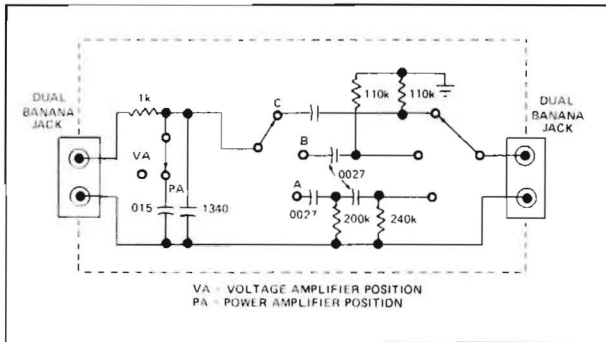 DUAL
BANANA
JACK
1k
VA
PA
015
1340
C
B
A
0027
0027
110k
110k
200k
240k
DUAL
BANANA
JACK
VA = VOLTAGE AMPLIFIER POSITION
PA = POWER AMPLIFIER POSITION